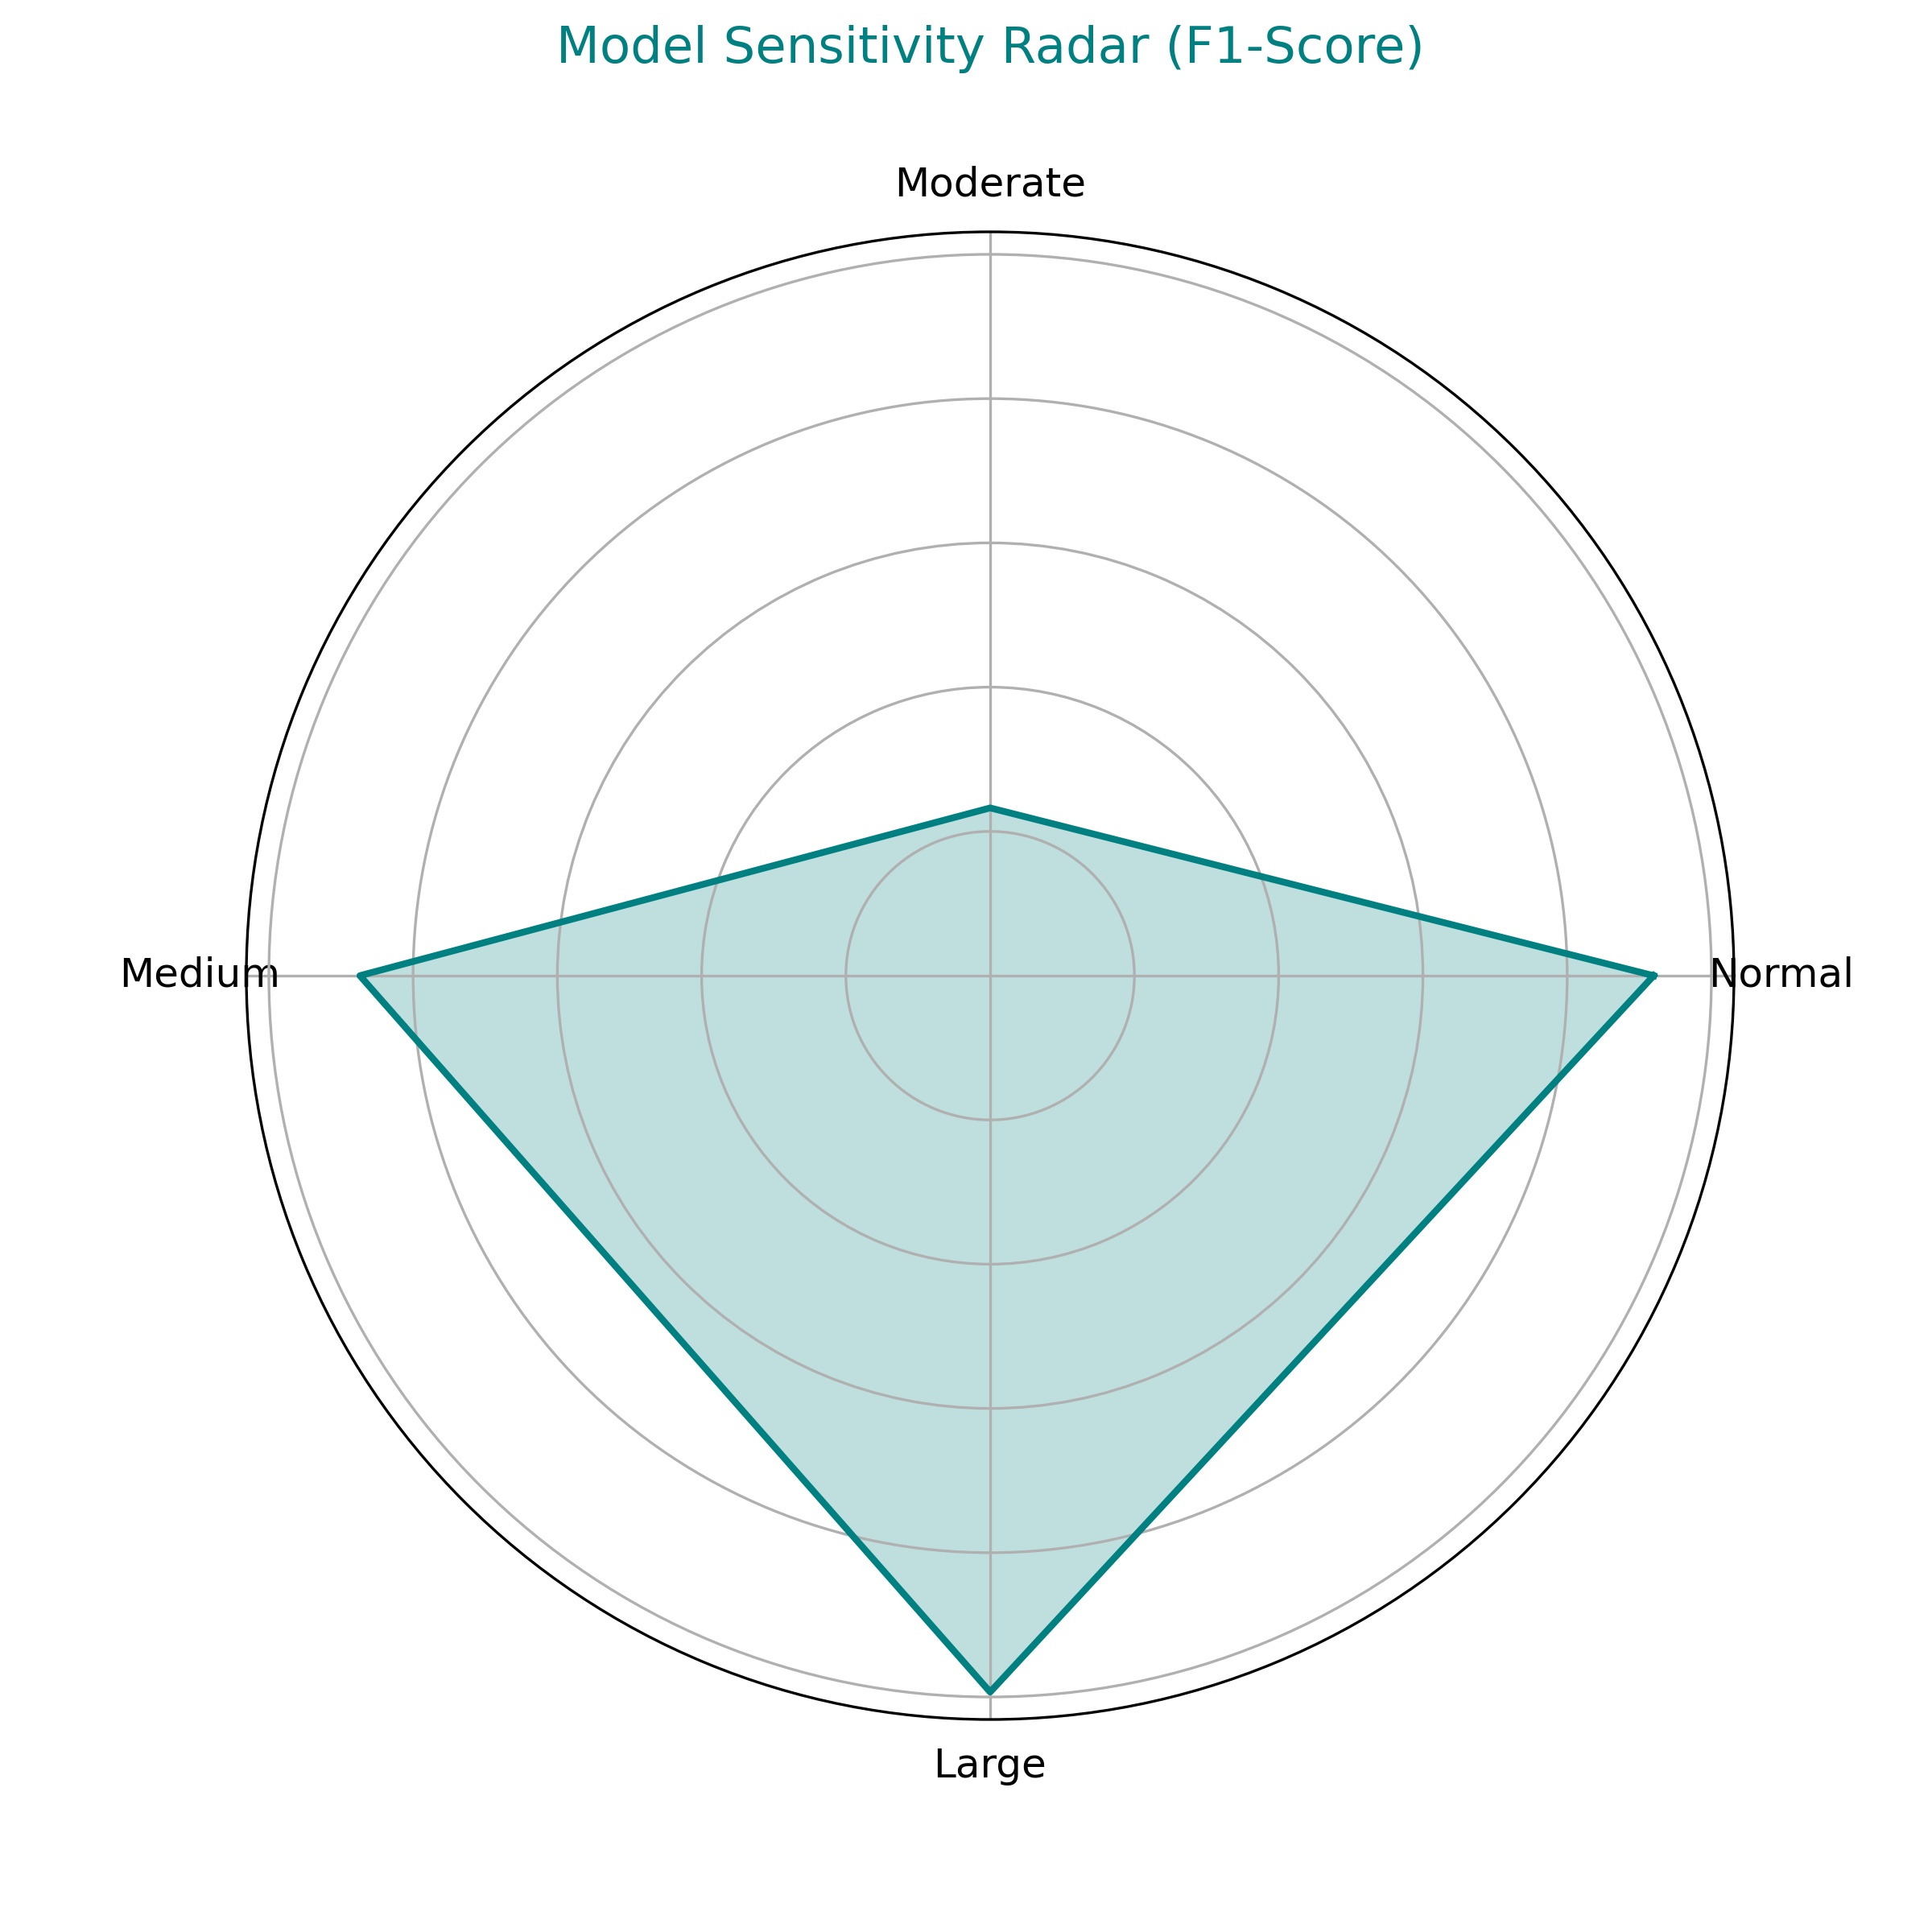 Model Sensitivity Radar (F1-Score)
Moderate
Medium
Normal
Large